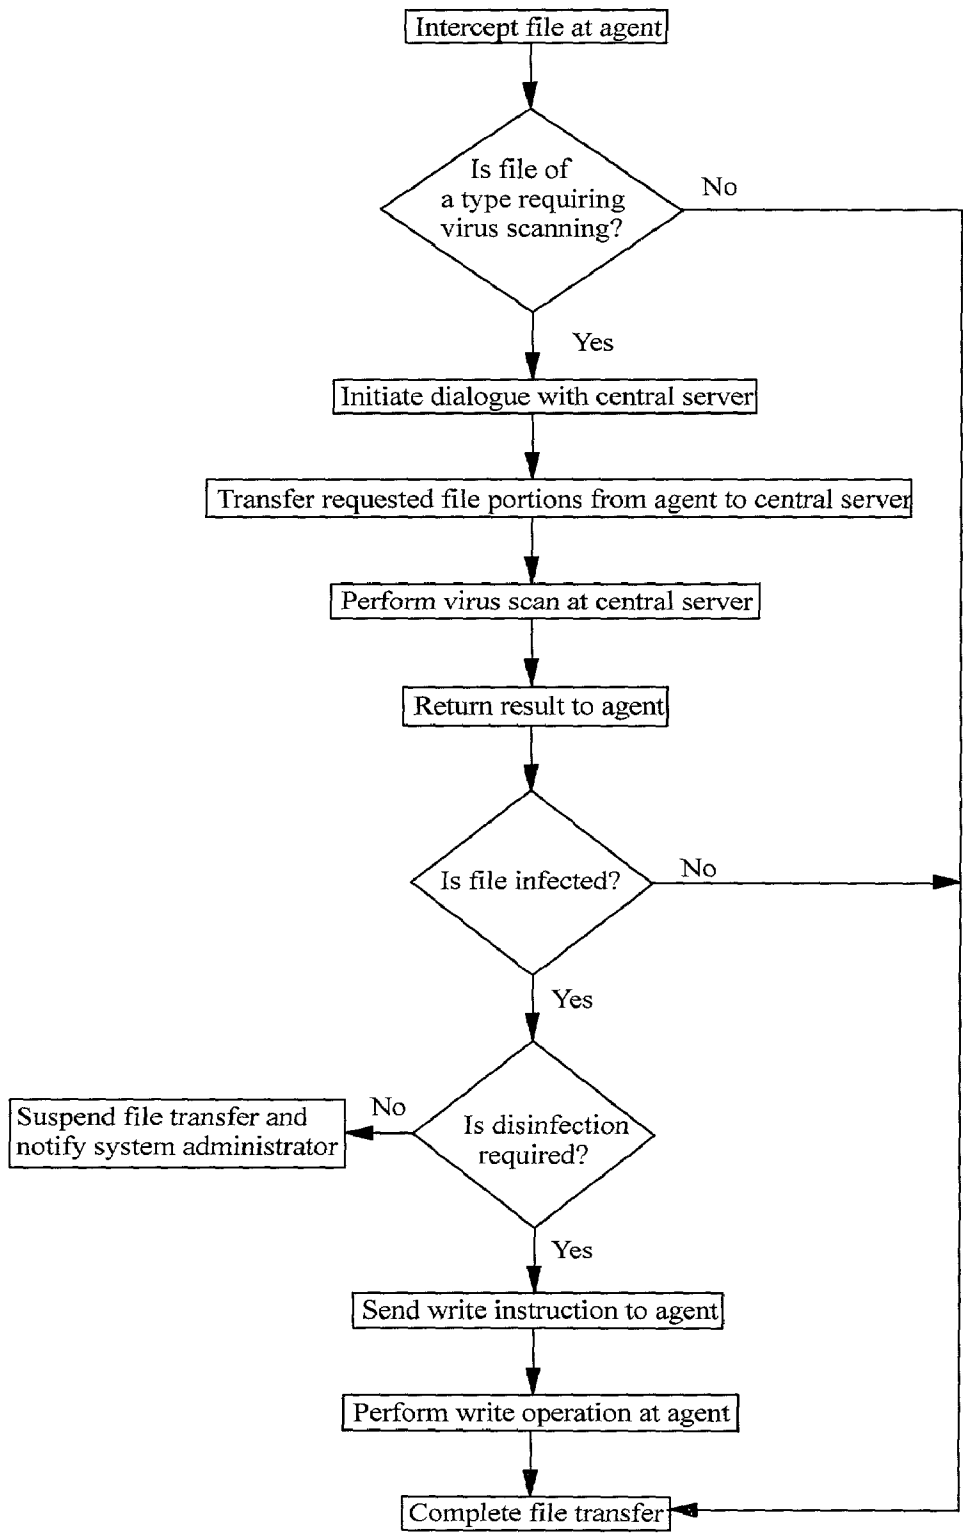 Intercept file at agent
Is file of
a type requiring
virus scanning?
No
Yes
Initiate dialogue with central server
Transfer requested file portions from agent to central server
Perform virus scan at central server
Return result to agent
Is file infected?
No
Yes
Suspend file transfer and
notify system administrator
No
Is disinfection
required?
Yes
Send write instruction to agent
Perform write operation at agent
Complete file transfer